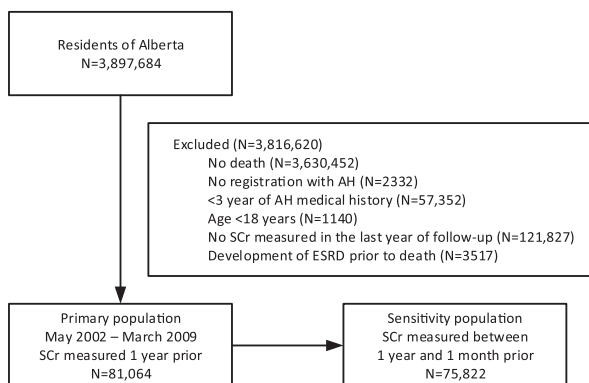 Residents of Alberta
N=3,897,684
Excluded (N=3,816,620)
No death (N=3,630,452)
No registration with AH (N=2332)
<3 year of AH medical history (N=57,352)
Age <18 years (N=1140)
No SCr measured in the last year of follow-up (N=121,827)
Development of ESRD prior to death (N=3517)
Primary population
May 2002 – March 2009
SCr measured 1 year prior
N=81,064
Sensitivity population
SCr measured between
1 year and 1 month prior
N=75,822